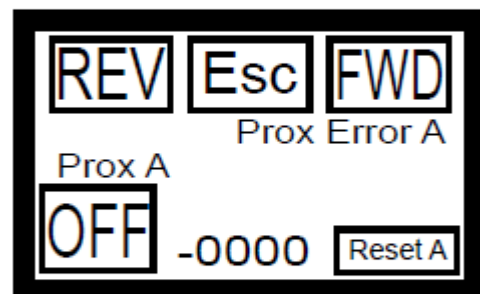 REV Esc FWD
Prox Error A
Prox A
OFF -0000 Reset A